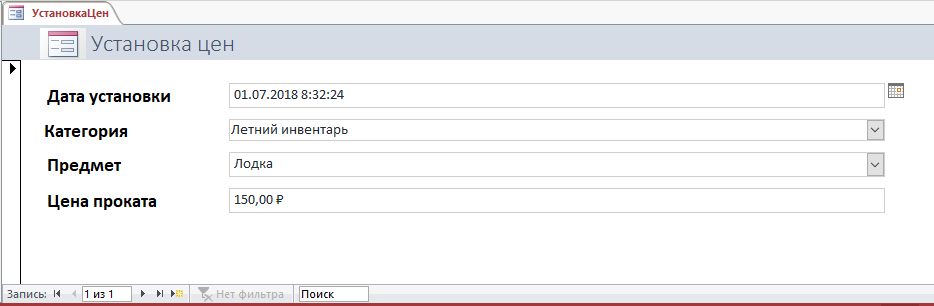 УстановкаЦен
Установка цен
Дата установки 01.07.2018 8:32:24
Категория Летний инвентарь
Предмет Лодка
Цена проката 150,00 ₽
Запись: 1 из 1 Нет фильтра Поиск